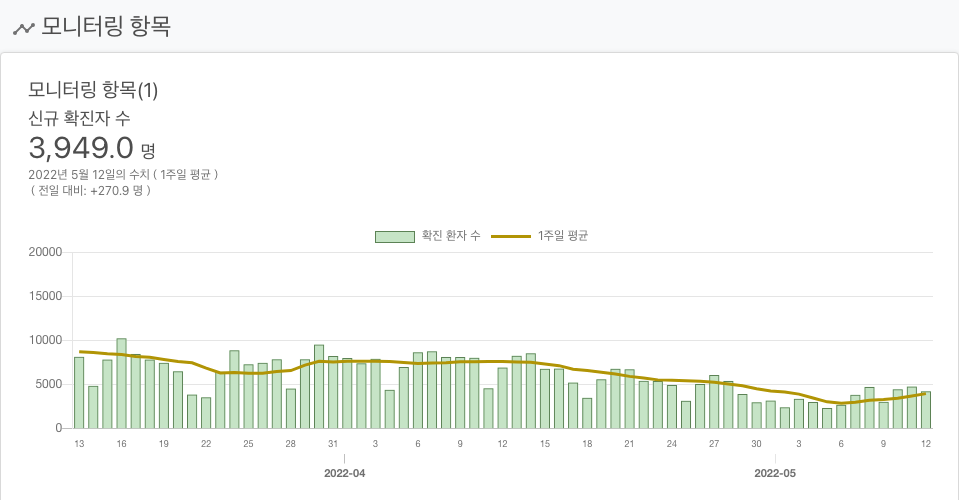 모니터링 항목
모니터링 항목(1)
신규 확진자 수
3,949.0 명
2022년 5월 12일의 수치 ( 1주일 평균 )
( 전일 대비: +270.9 명 )
확진 환자 수 1주일 평균
20000
15000
10000
5000
0
13 16 19 22 25 28 31 3 6 9 12 15 18 21 24 27 30 3 6 9 12
2022-04 2022-05